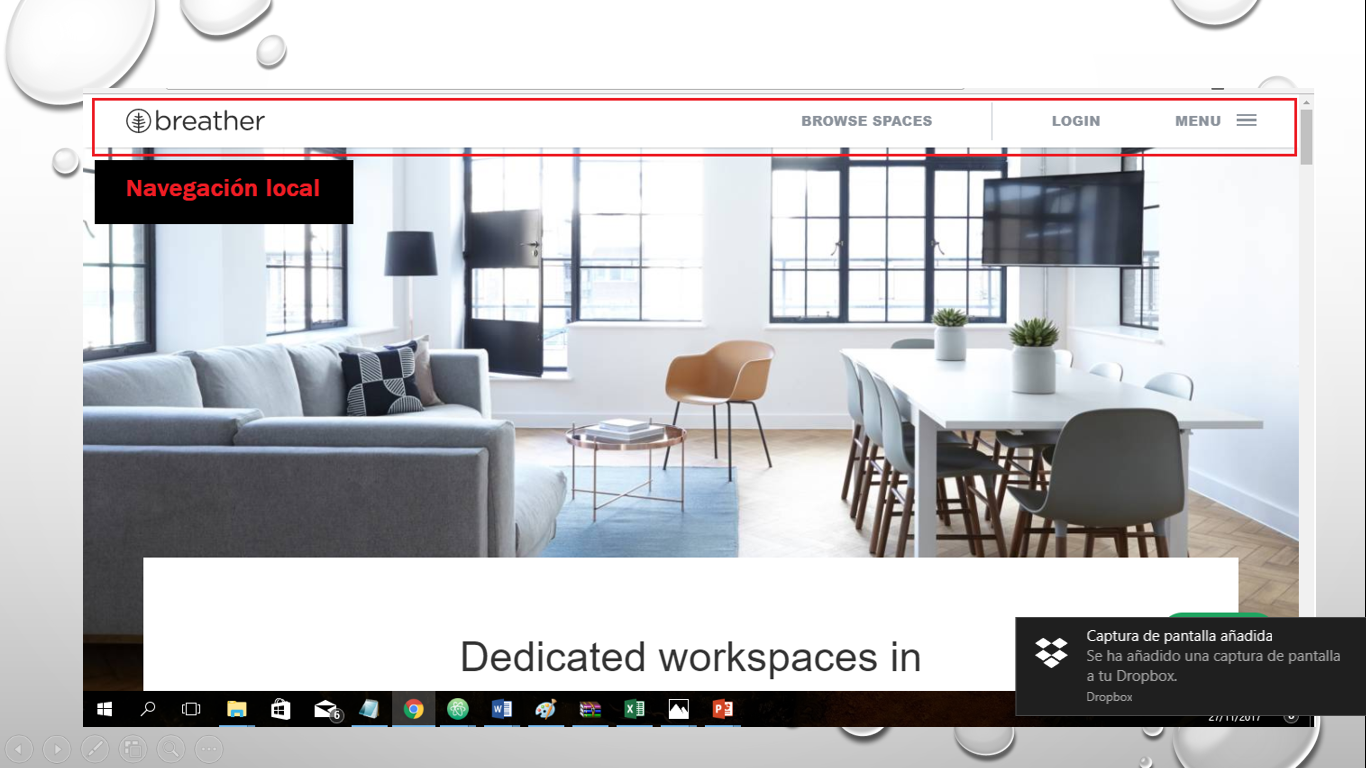 breather
BROWSE SPACES
LOGIN
MENU
Navegación local
Dedicated workspaces in
Captura de pantalla añadida
Se ha añadido una captura de pantalla
a tu Dropbox.
Dropbox
6
27/11/2017